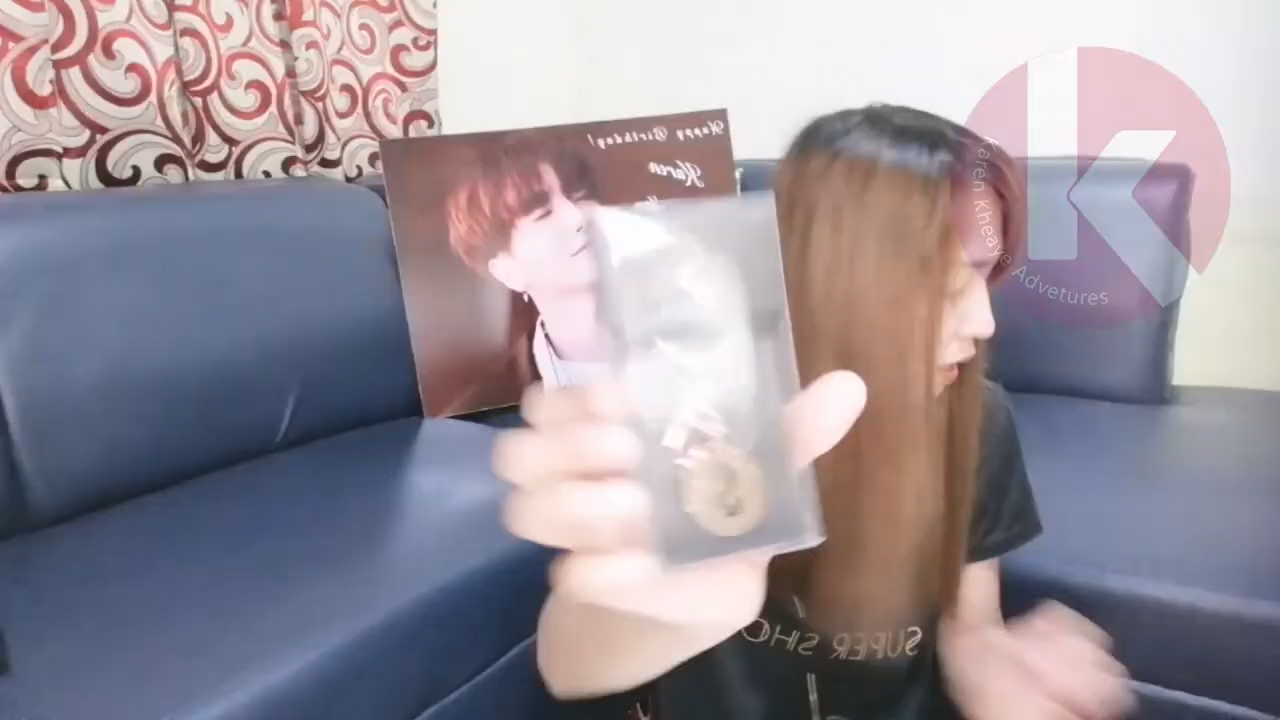 Happy Birthday!
Karen
K
Karen Kheaye Advetures
SUPER SHO